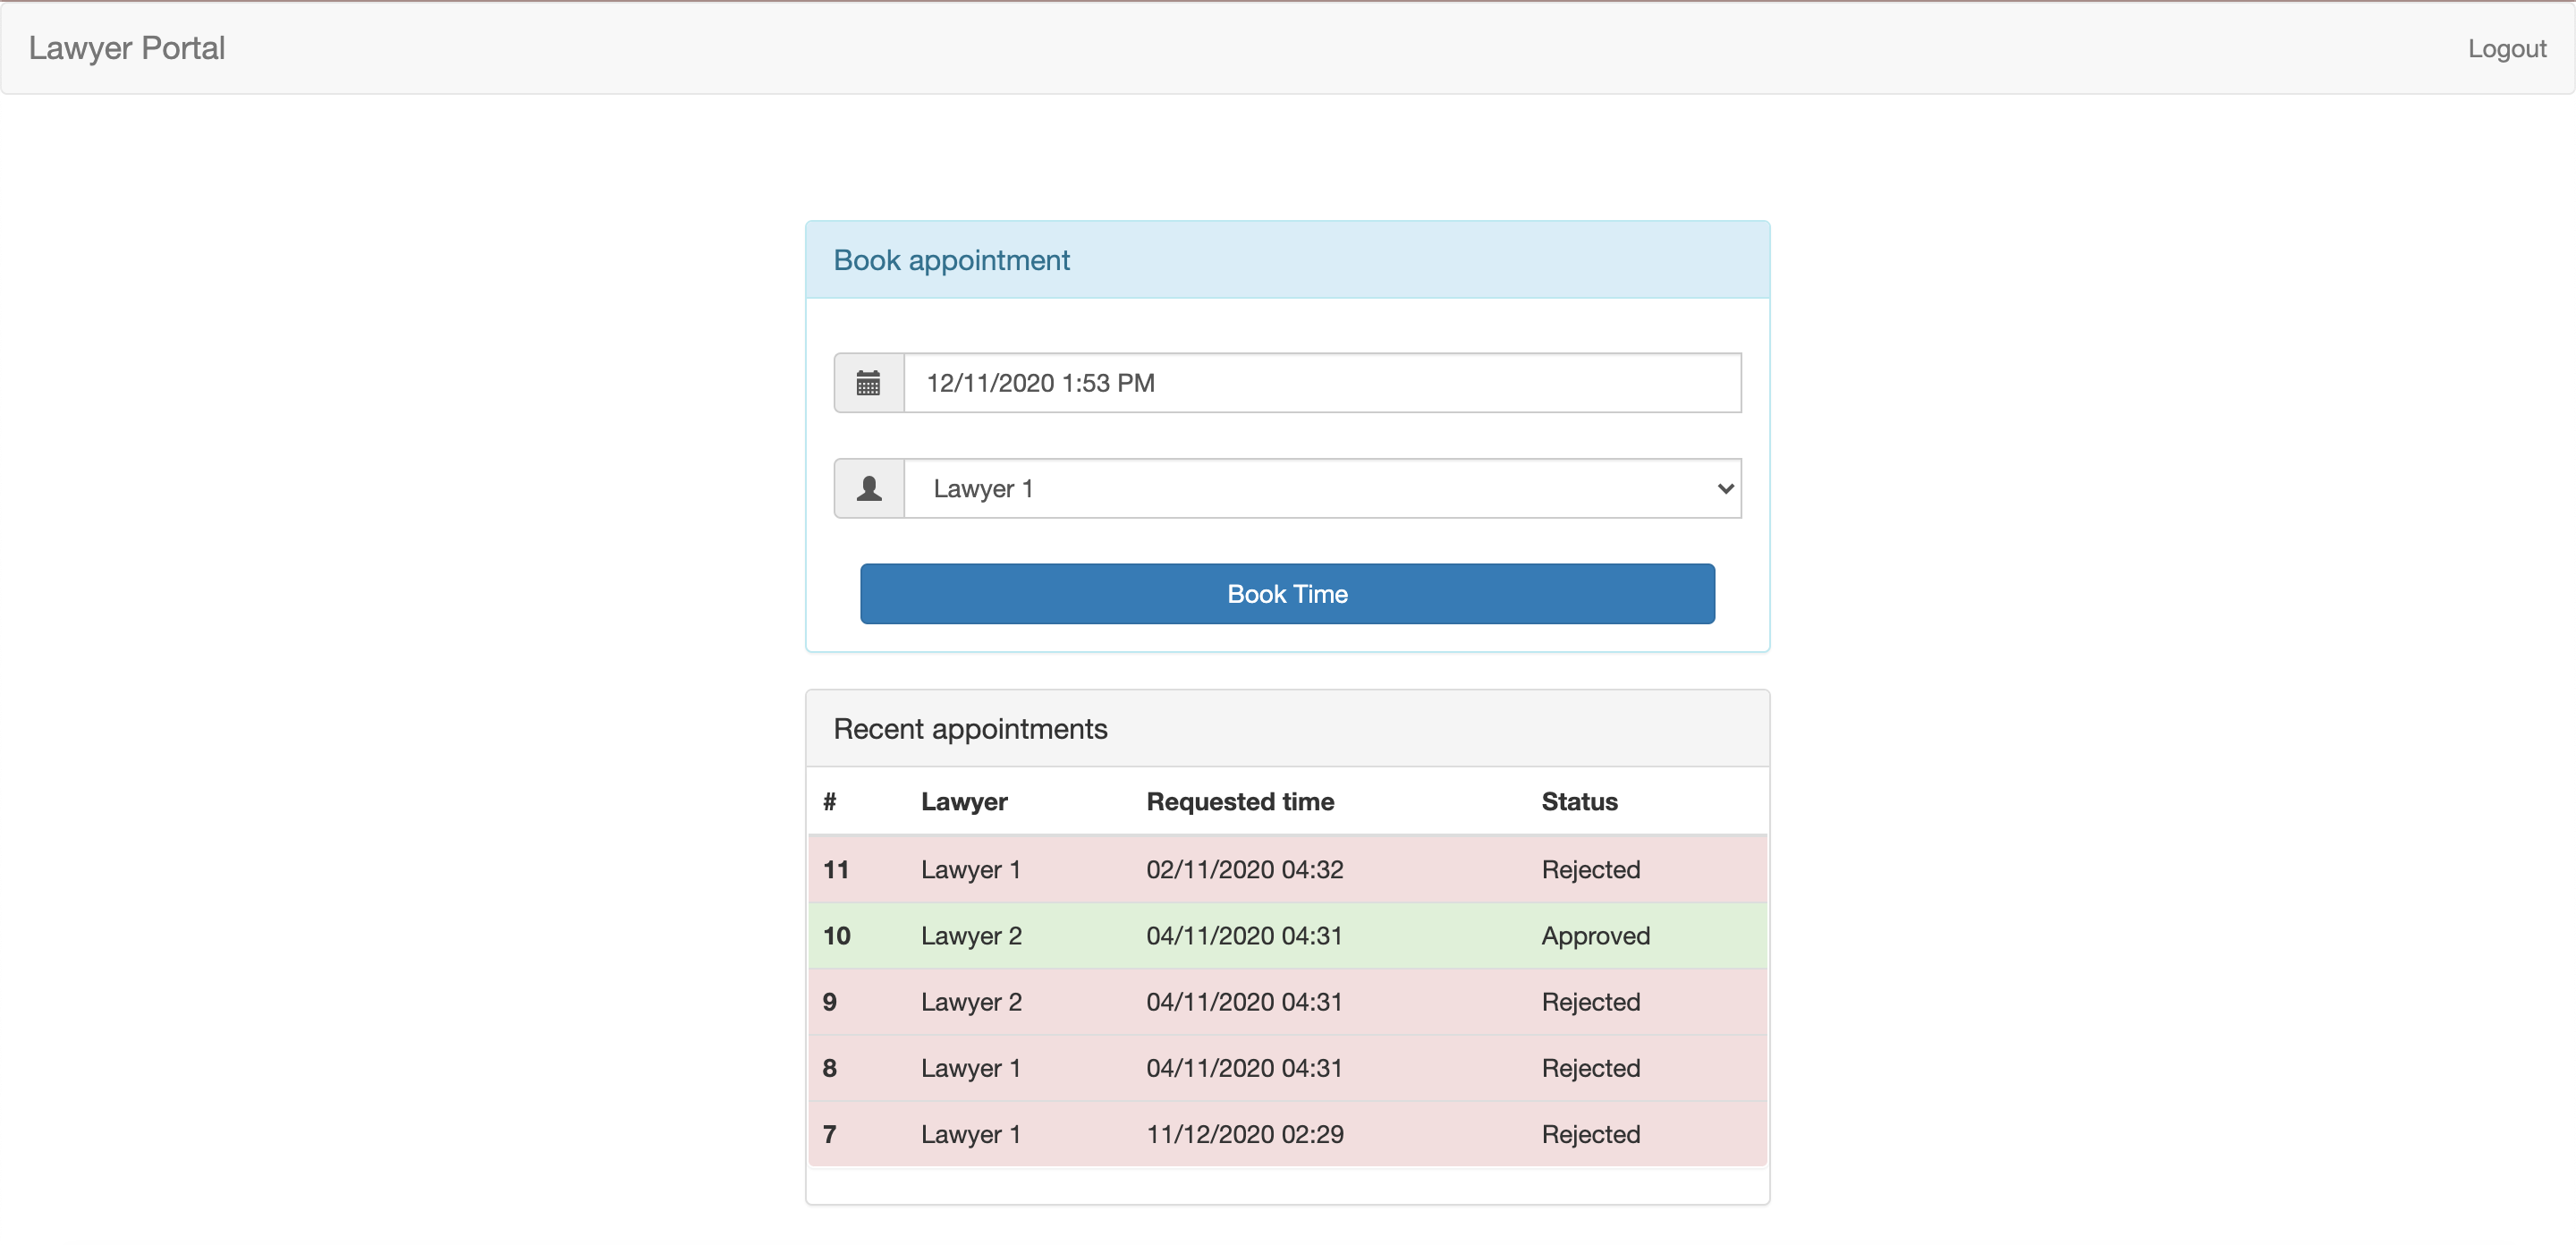 Lawyer Portal Logout
Book appointment
12/11/2020 1:53 PM
Lawyer 1
Book Time
Recent appointments
# Lawyer Requested time Status
11 Lawyer 1 02/11/2020 04:32 Rejected
10 Lawyer 2 04/11/2020 04:31 Approved
9 Lawyer 2 04/11/2020 04:31 Rejected
8 Lawyer 1 04/11/2020 04:31 Rejected
7 Lawyer 1 11/12/2020 02:29 Rejected